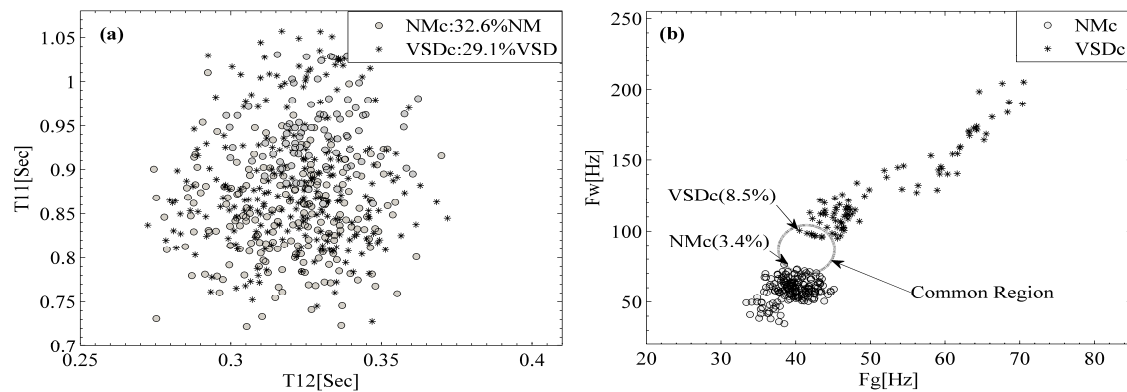 (a)
NMc:32.6%NM
VSDc:29.1%VSD
T11[Sec]
1.05
1
0.95
0.9
0.85
0.8
0.75
0.7
0.25
0.3
0.35
0.4
T12[Sec]
(b)
NMc
VSDc
Fw[Hz]
250
200
150
100
50
VSDc(8.5%)
NMc(3.4%)
Common Region
20
30
40
50
60
70
80
Fg[Hz]